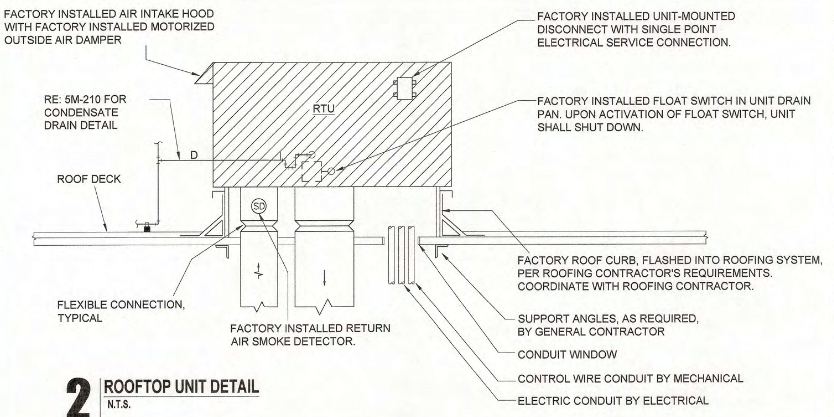 FACTORY INSTALLED AIR INTAKE HOOD
WITH FACTORY INSTALLED MOTORIZED
OUTSIDE AIR DAMPER
FACTORY INSTALLED UNIT-MOUNTED
DISCONNECT WITH SINGLE POINT
ELECTRICAL SERVICE CONNECTION.
RE: 5M-210 FOR
CONDENSATE
DRAIN DETAIL
RTU
FACTORY INSTALLED FLOAT SWITCH IN UNIT DRAIN
PAN. UPON ACTIVATION OF FLOAT SWITCH, UNIT
SHALL SHUT DOWN.
D
ROOF DECK
SD
FACTORY ROOF CURB, FLASHED INTO ROOFING SYSTEM,
PER ROOFING CONTRACTOR'S REQUIREMENTS.
COORDINATE WITH ROOFING CONTRACTOR.
FLEXIBLE CONNECTION,
TYPICAL
FACTORY INSTALLED RETURN
AIR SMOKE DETECTOR.
SUPPORT ANGLES, AS REQUIRED,
BY GENERAL CONTRACTOR
CONDUIT WINDOW
CONTROL WIRE CONDUIT BY MECHANICAL
ELECTRIC CONDUIT BY ELECTRICAL
2 ROOFTOP UNIT DETAIL
N.T.S.